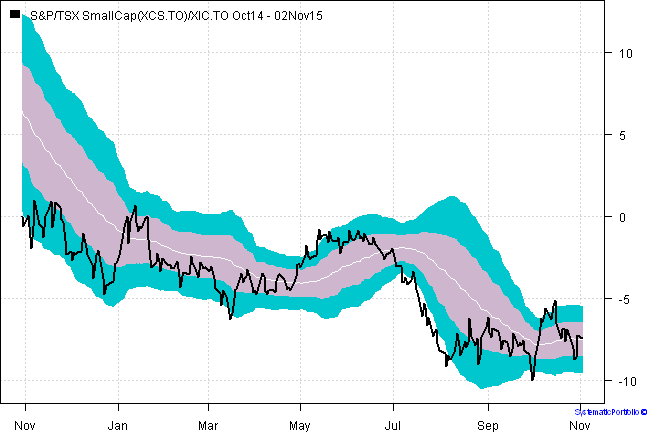 S&P/TSX SmallCap(XCS.TO)/XIC.TO Oct14 - 02Nov15
10
5
0
-5
-10
Nov Jan Mar May Jul Sep Nov
SystematicPortfolio ©